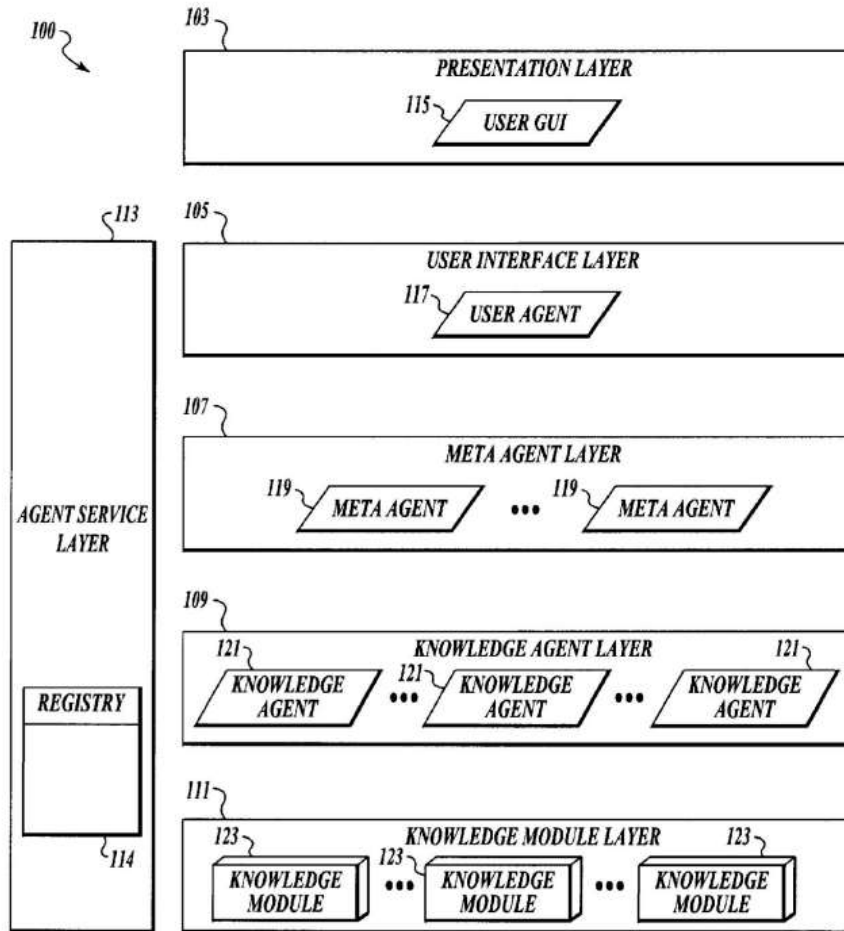 100
103
PRESENTATION LAYER
115
USER GUI
113
105
USER INTERFACE LAYER
117
USER AGENT
107
META AGENT LAYER
119
META AGENT
•••
119
META AGENT
AGENT SERVICE
LAYER
109
KNOWLEDGE AGENT LAYER
121
KNOWLEDGE
AGENT
•••
121
KNOWLEDGE
AGENT
•••
121
KNOWLEDGE
AGENT
REGISTRY
114
111
KNOWLEDGE MODULE LAYER
123
KNOWLEDGE
MODULE
•••
123
KNOWLEDGE
MODULE
•••
123
KNOWLEDGE
MODULE